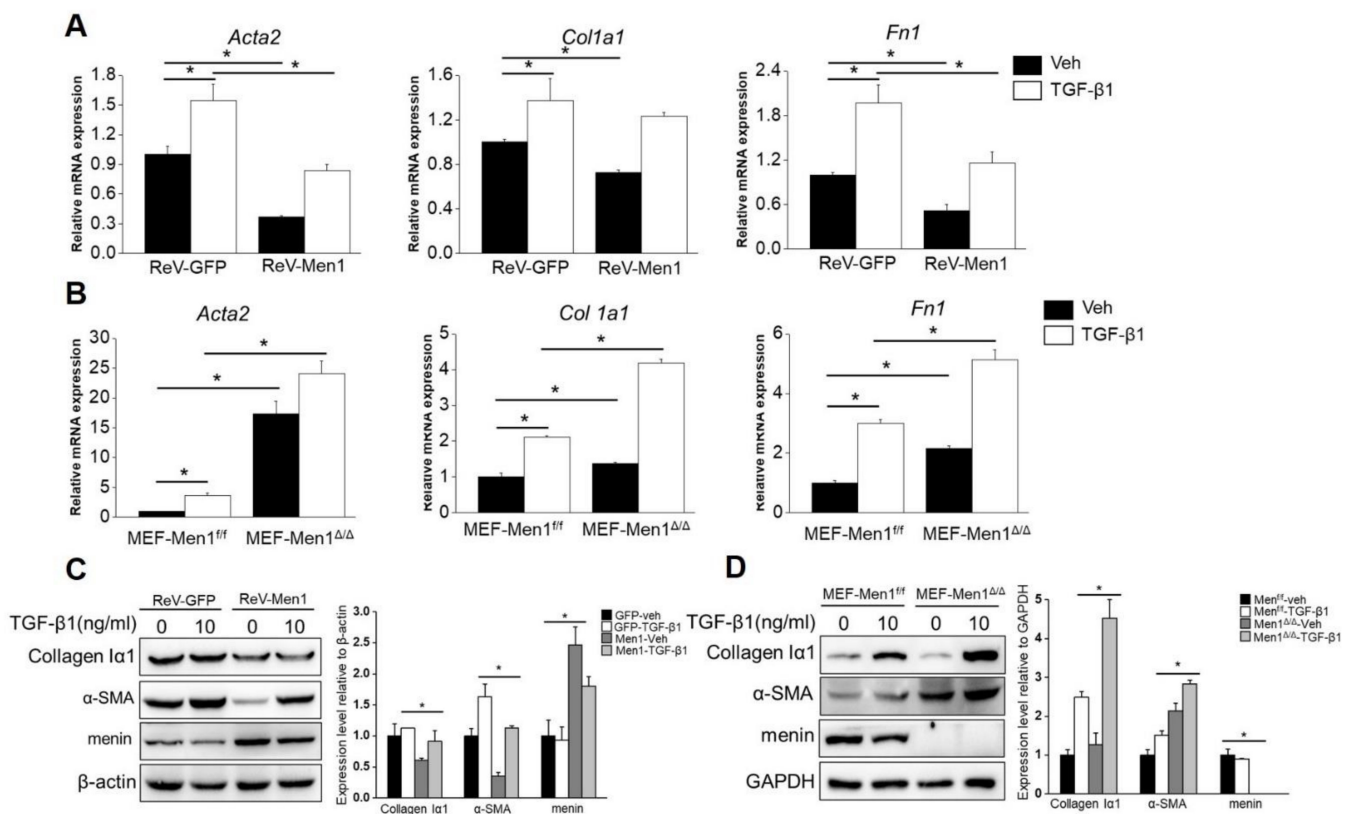 A
Acta2
Col1a1
Fn1
Veh
TGF-β1
Relative mRNA expression
1.8
1.5
1.2
0.9
0.6
0.3
0.0
* * * *
ReV-GFP ReV-Men1
Relative mRNA expression
1.6
1.2
0.8
0.4
0.0
* *
ReV-GFP ReV-Men1
Relative mRNA expression
2.4
1.8
1.2
0.6
0.0
* * * *
ReV-GFP ReV-Men1
B
Acta2
Col 1a1
Fn1
Veh
TGF-β1
Relative mRNA expression
30
25
20
15
10
5
0
* * *
MEF-Men1f/f MEF-Men1Δ/Δ
Relative mRNA expression
5
4
3
2
1
0
* * *
MEF-Men1f/f MEF-Men1Δ/Δ
Relative mRNA expression
6
4
2
0
* * *
MEF-Men1f/f MEF-Men1Δ/Δ
C
ReV-GFP ReV-Men1
TGF-β1(ng/ml) 0 10 0 10
Collagen Iα1
α-SMA
menin
β-actin
Expression level relative to β-actin
3.0
2.5
2.0
1.5
1.0
0.5
0.0
* * *
GFP-veh
GFP-TGF-β1
Men1-Veh
Men1-TGF-β1
Collagen Iα1 α-SMA menin
D
MEF-Men1f/f MEF-Men1Δ/Δ
TGF-β1(ng/ml) 0 10 0 10
Collagen Iα1
α-SMA
menin
GAPDH
Expression level relative to GAPDH
5
4
3
2
1
0
* * *
Menf/f-veh
Menf/f-TGF-β1
Men1Δ/Δ-Veh
Men1Δ/Δ-TGF-β1
Collagen Iα1 α-SMA menin